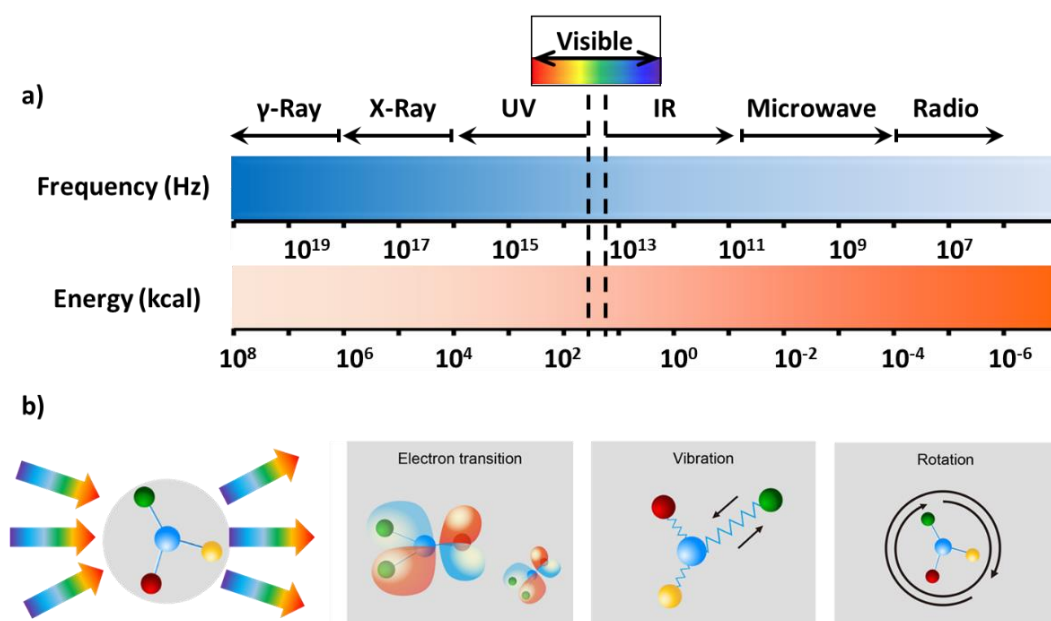 Visible
a)
γ-Ray X-Ray UV IR Microwave Radio
Frequency (Hz)
10¹⁹ 10¹⁷ 10¹⁵ 10¹³ 10¹¹ 10⁹ 10⁷
Energy (kcal)
10⁸ 10⁶ 10⁴ 10² 10⁰ 10⁻² 10⁻⁴ 10⁻⁶
b)
Electron transition Vibration Rotation